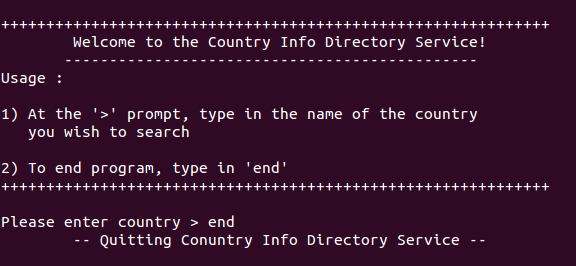 +++++++++++++++++++++++++++++++++++++++++++++++++++++++++++++
Welcome to the Country Info Directory Service!
----------------------------------------------
Usage :
1) At the '>' prompt, type in the name of the country
you wish to search
2) To end program, type in 'end'
+++++++++++++++++++++++++++++++++++++++++++++++++++++++++++++
Please enter country > end
-- Quitting Conuntry Info Directory Service --